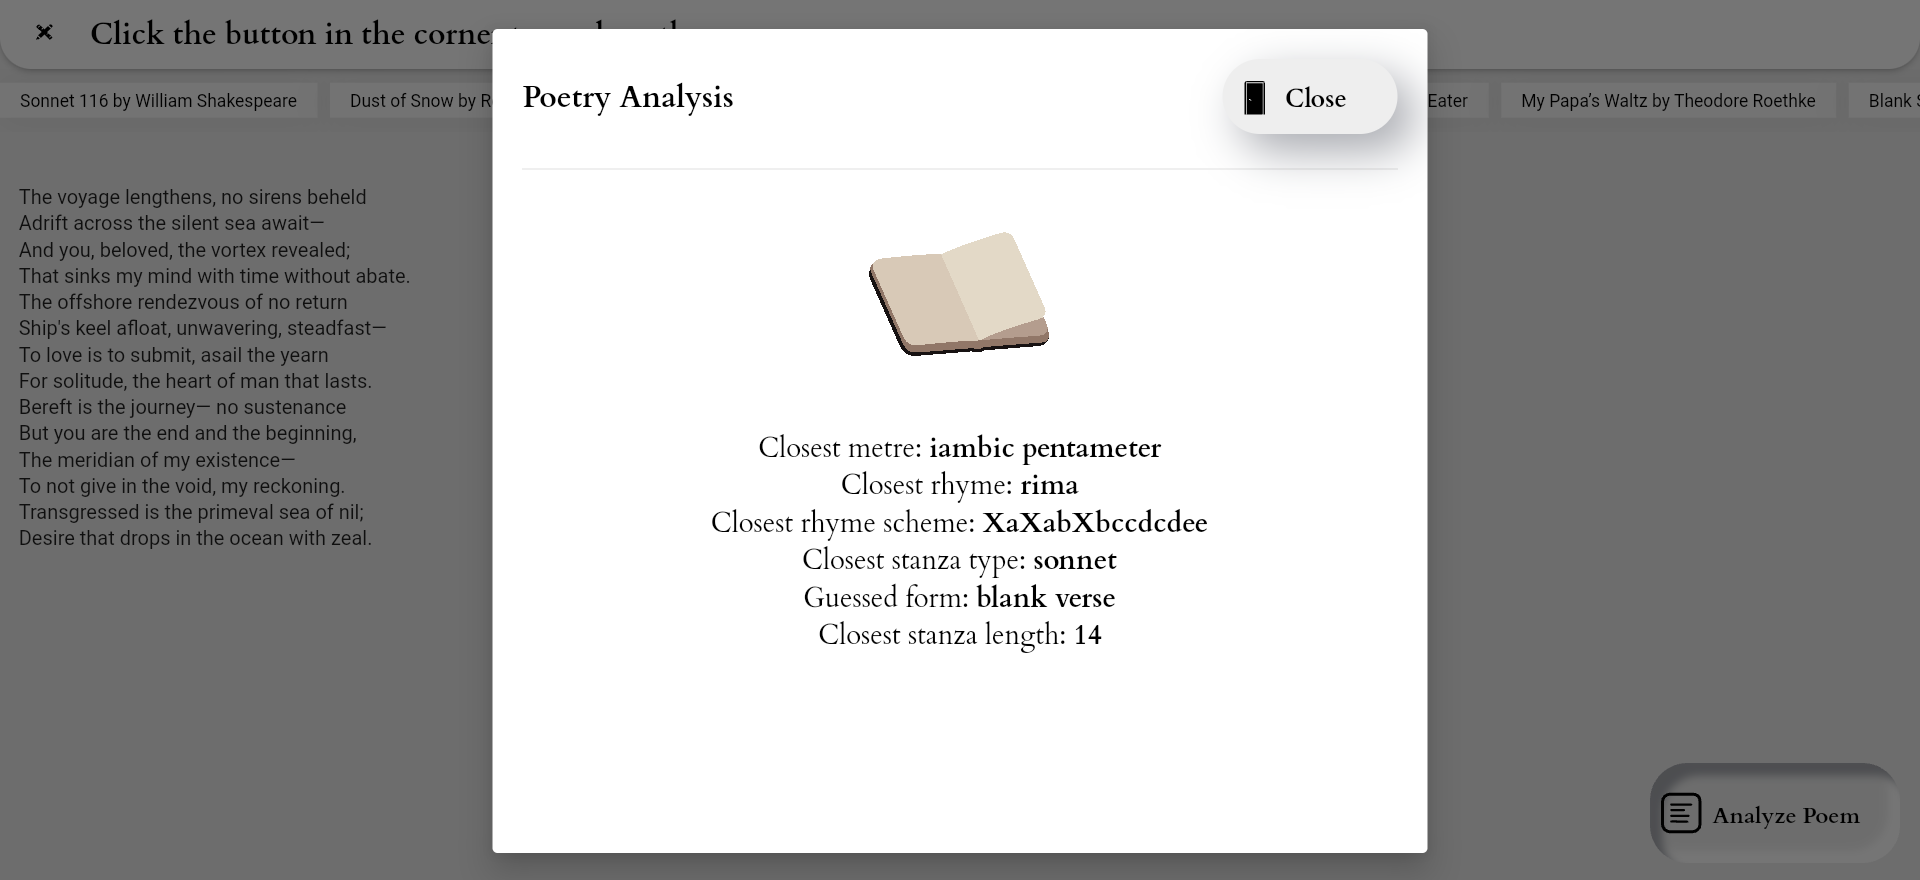 Click the button in the corner
Poetry Analysis
Close
Sonnet 116 by William Shakespeare
Dust of Snow by
Eater
My Papa’s Waltz by Theodore Roethke
Blank
The voyage lengthens, no sirens beheld
Adrift across the silent sea await—
And you, beloved, the vortex revealed;
That sinks my mind with time without abate.
The offshore rendezvous of no return
Ship's keel afloat, unwavering, steadfast—
To love is to submit, asail the yearn
For solitude, the heart of man that lasts.
Bereft is the journey— no sustenance
But you are the end and the beginning,
The meridian of my existence—
To not give in the void, my reckoning.
Transgressed is the primeval sea of nil;
Desire that drops in the ocean with zeal.
Closest metre: iambic pentameter
Closest rhyme: rima
Closest rhyme scheme: XaXabXbccdcdee
Closest stanza type: sonnet
Guessed form: blank verse
Closest stanza length: 14
Analyze Poem